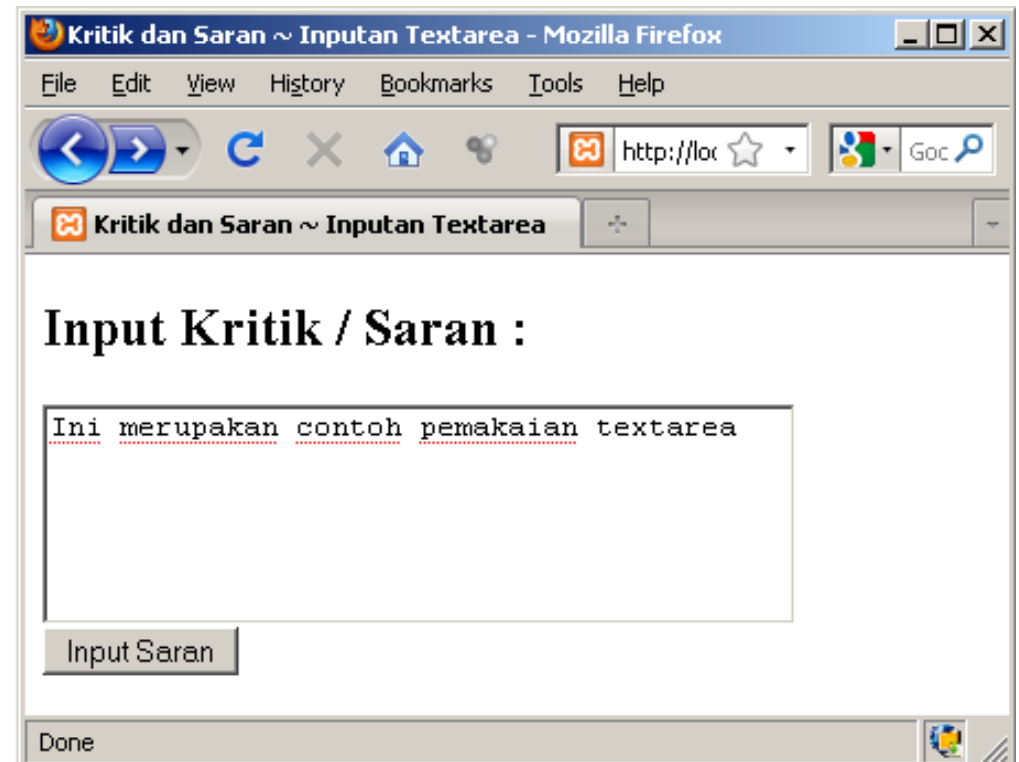 Kritik dan Saran ~ Inputan Textarea - Mozilla Firefox
File Edit View History Bookmarks Tools Help
http://loc Goc
Kritik dan Saran ~ Inputan Textarea
Input Kritik / Saran :
Ini merupakan contoh pemakaian textarea
Input Saran
Done